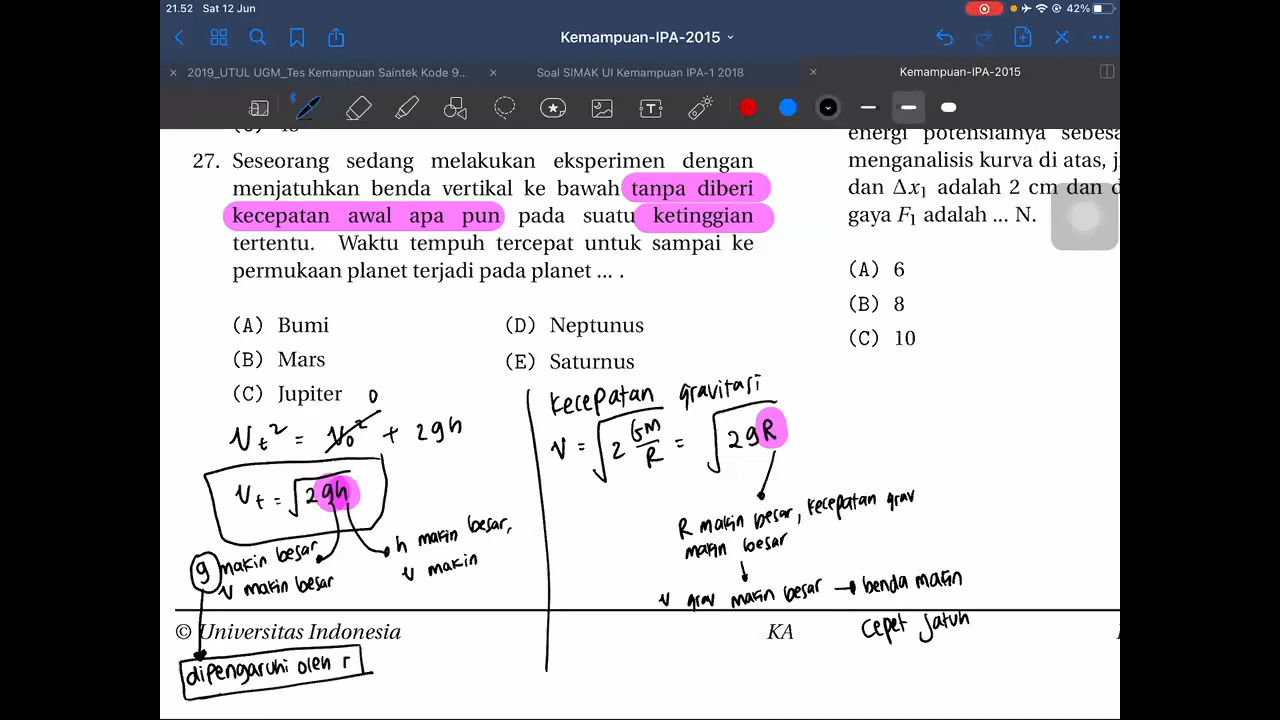 21.52 Sat 12 Jun
42%
Kemampuan-IPA-2015
2019_UTUL UGM_Tes Kemampuan Saintek Kode 9...
Soal SIMAK UI Kemampuan IPA-1 2018
Kemampuan-IPA-2015
27. Seseorang sedang melakukan eksperimen dengan
menjatuhkan benda vertikal ke bawah tanpa diberi
kecepatan awal apa pun pada suatu ketinggian
tertentu. Waktu tempuh tercepat untuk sampai ke
permukaan planet terjadi pada planet ... .
(A) Bumi
(B) Mars
(C) Jupiter
(D) Neptunus
(E) Saturnus
energi potensialnya sebesa
menganalisis kurva di atas, j
dan Δx₁ adalah 2 cm dan d
gaya F₁ adalah ... N.
(A) 6
(B) 8
(C) 10
0
Vt² = V₀² + 2gh
Vt = √2gh
g makin besar
V makin besar
h makin besar,
V makin
dipengaruhi oleh r
kecepatan gravitasi
V = √2 GM/R = √2gR
R makin besar, kecepatan grav
makin besar
V grav makin besar → benda makin
cepet jatuh
© Universitas Indonesia
KA